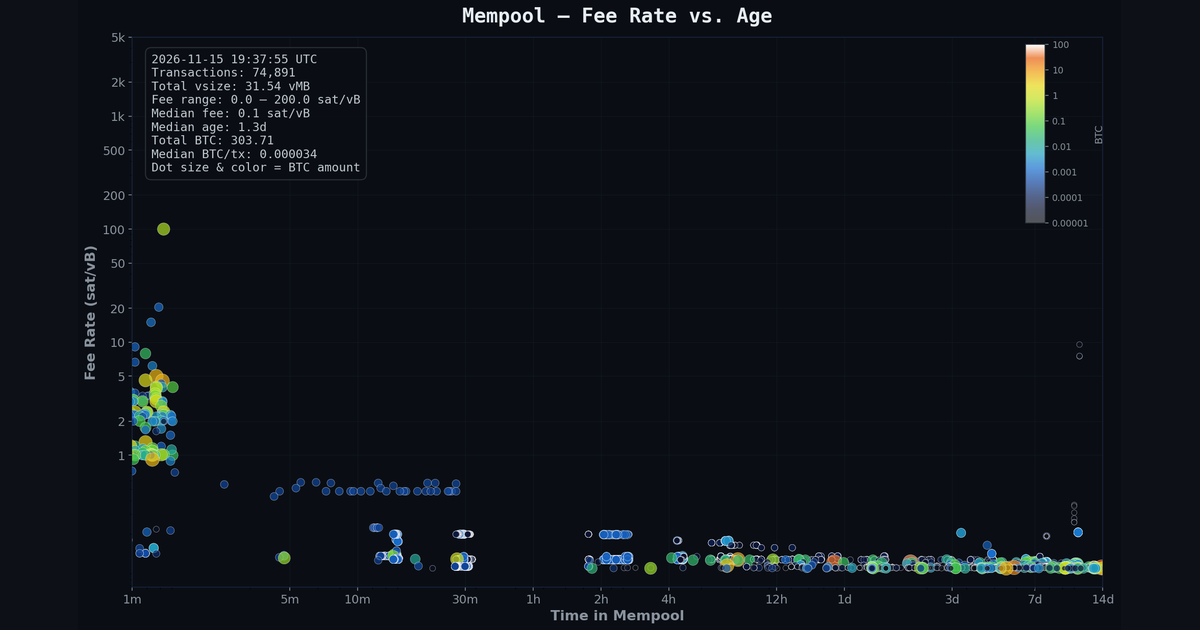 Mempool — Fee Rate vs. Age
2026-11-15 19:37:55 UTC
Transactions: 74,891
Total vsize: 31.54 vMB
Fee range: 0.0 — 200.0 sat/vB
Median fee: 0.1 sat/vB
Median age: 1.3d
Total BTC: 303.71
Median BTC/tx: 0.000034
Dot size & color = BTC amount
5k
2k
1k
500
200
100
50
20
10
5
2
1
Fee Rate (sat/vB)
100
10
1
0.1
0.01
0.001
0.0001
0.00001
BTC
1m
5m
10m
30m
1h
2h
4h
12h
1d
3d
7d
14d
Time in Mempool